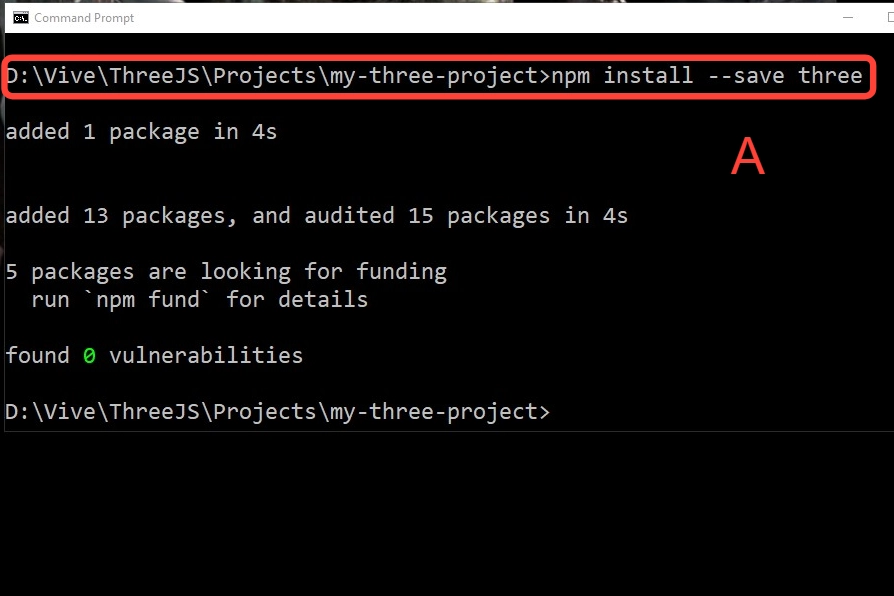 Command Prompt
D:\Vive\ThreeJS\Projects\my-three-project>npm install --save three
added 1 package in 4s
A
added 13 packages, and audited 15 packages in 4s
5 packages are looking for funding
run `npm fund` for details
found 0 vulnerabilities
D:\Vive\ThreeJS\Projects\my-three-project>